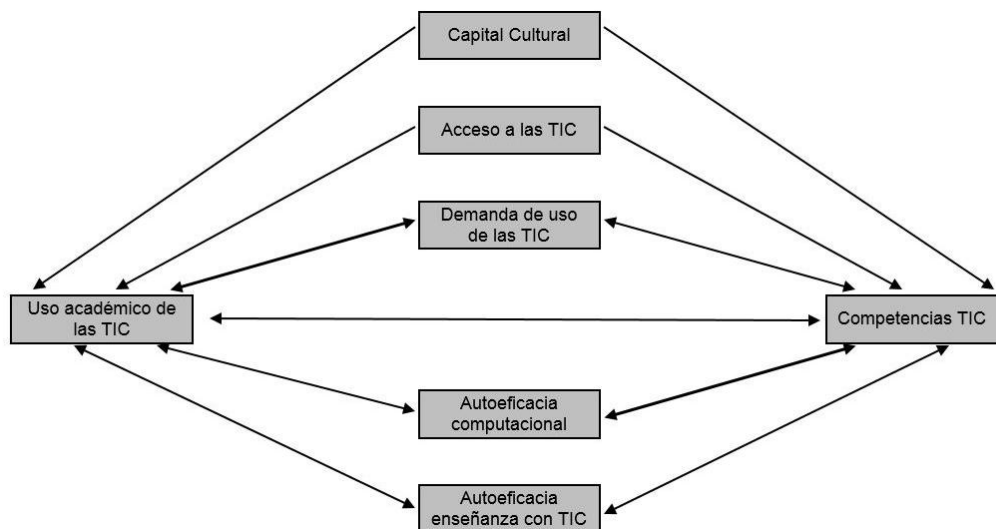 Capital Cultural
Acceso a las TIC
Demanda de uso
de las TIC
Uso académico de
las TIC
Competencias TIC
Autoeficacia
computacional
Autoeficacia
enseñanza con TIC